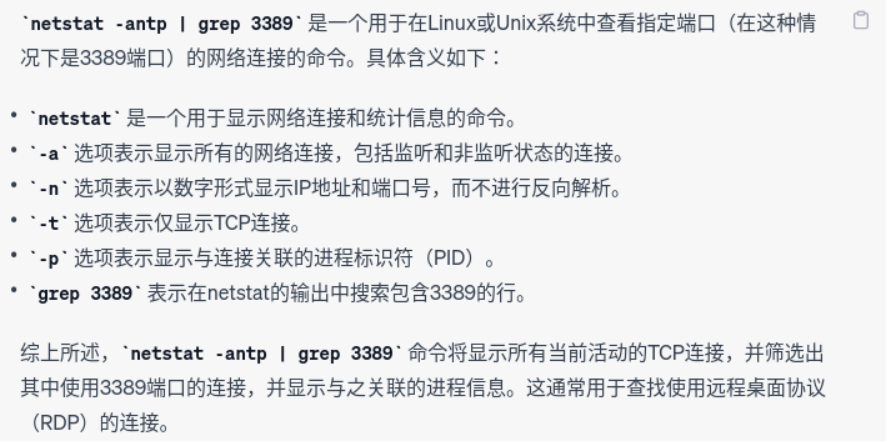 `netstat -antp | grep 3389` 是一个用于在Linux或Unix系统中查看指定端口（在这种情
况下是3389端口）的网络连接的命令。具体含义如下：
• `netstat` 是一个用于显示网络连接和统计信息的命令。
• `-a` 选项表示显示所有的网络连接，包括监听和非监听状态的连接。
• `-n` 选项表示以数字形式显示IP地址和端口号，而不进行反向解析。
• `-t` 选项表示仅显示TCP连接。
• `-p` 选项表示显示与连接关联的进程标识符（PID）。
• `grep 3389` 表示在netstat的输出中搜索包含3389的行。
综上所述，`netstat -antp | grep 3389` 命令将显示所有当前活动的TCP连接，并筛选出
其中使用3389端口的连接，并显示与之关联的进程信息。这通常用于查找使用远程桌面协议
（RDP）的连接。